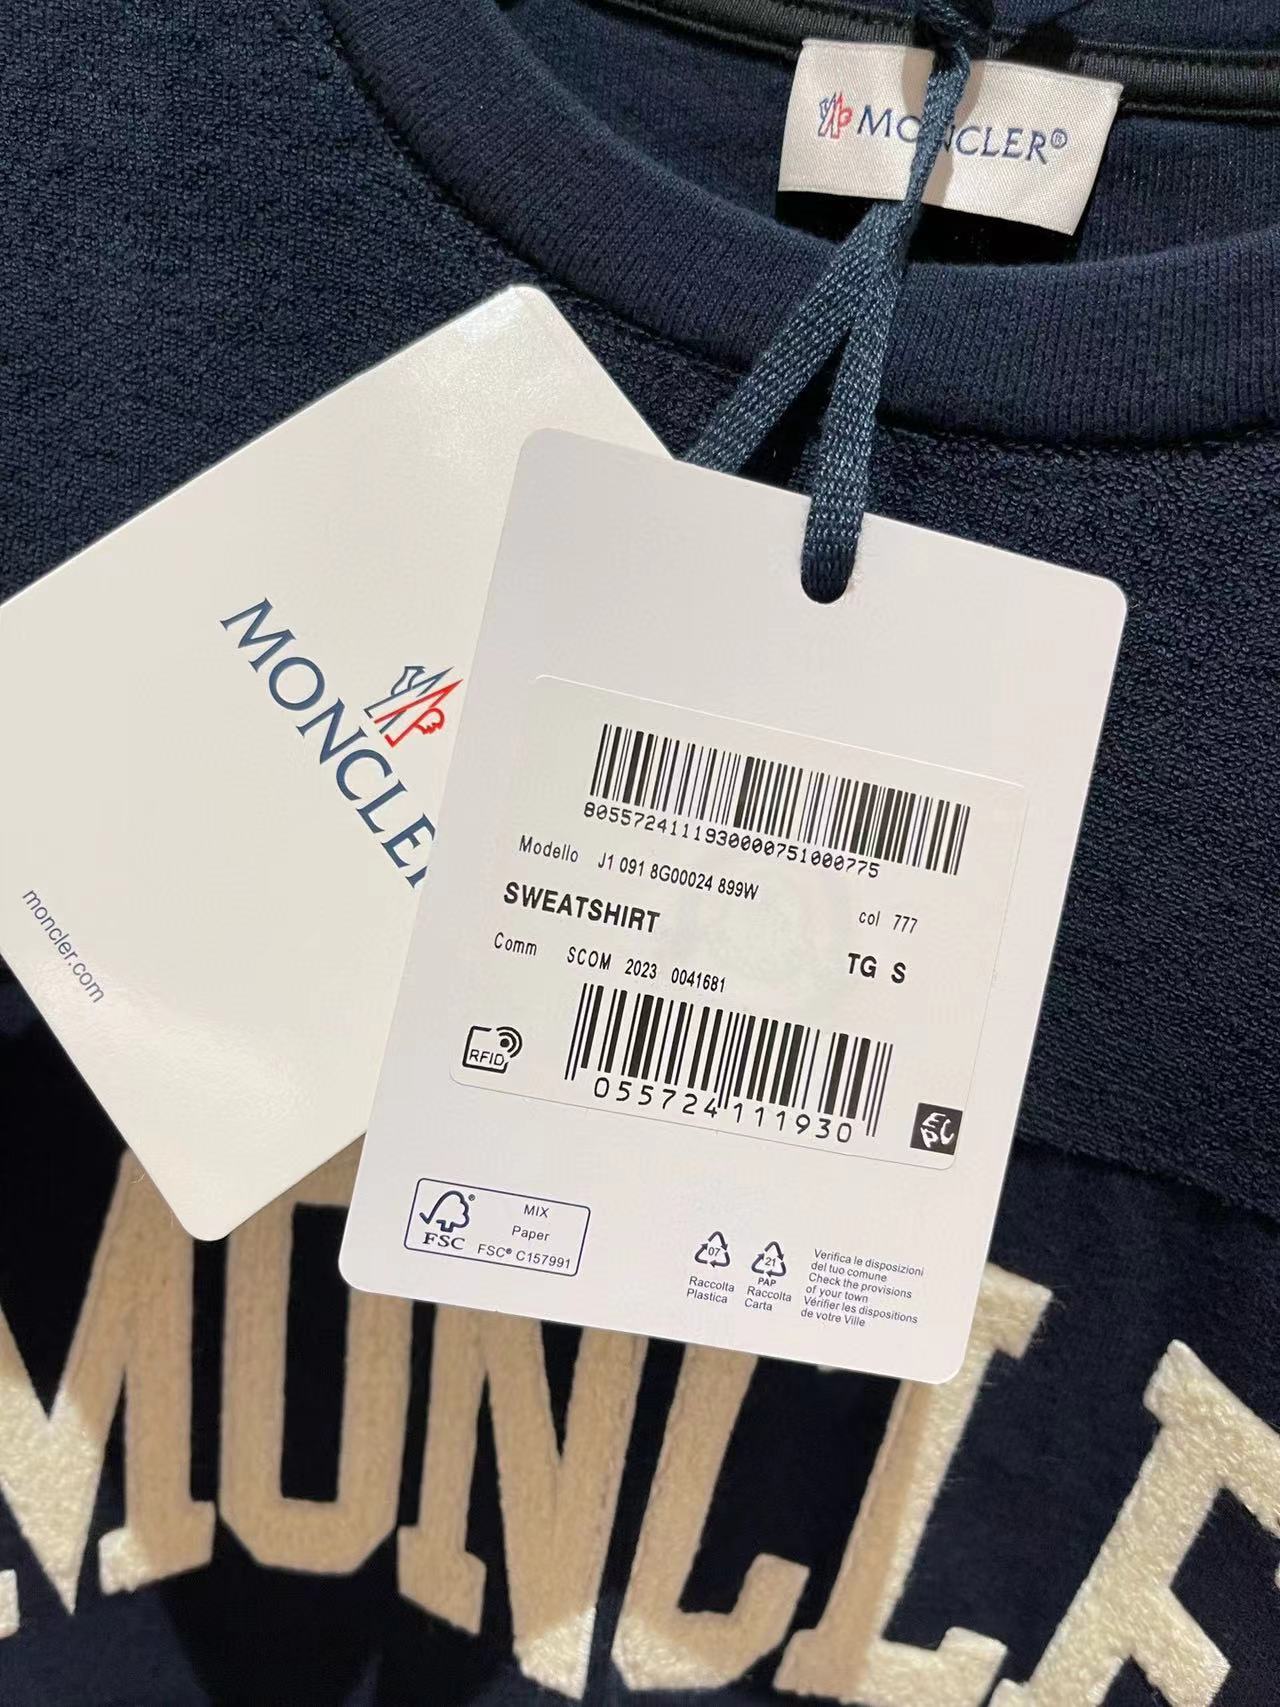 MONCLER®
MONCLE
moncler.com
8055724111930000751000775
Modello J1 091 8G00024 899W
SWEATSHIRT
col 777
Comm SCOM 2023 0041681
TG S
RFID
055724111930
EPC
FSC®
MIX
Paper
FSC® C157991
07
Raccolta
Plastica
21
PAP
Raccolta
Carta
Verifica le disposizioni
del tuo comune
Check the provisions
of your town
Vérifier les dispositions
de votre Ville
MONCLE